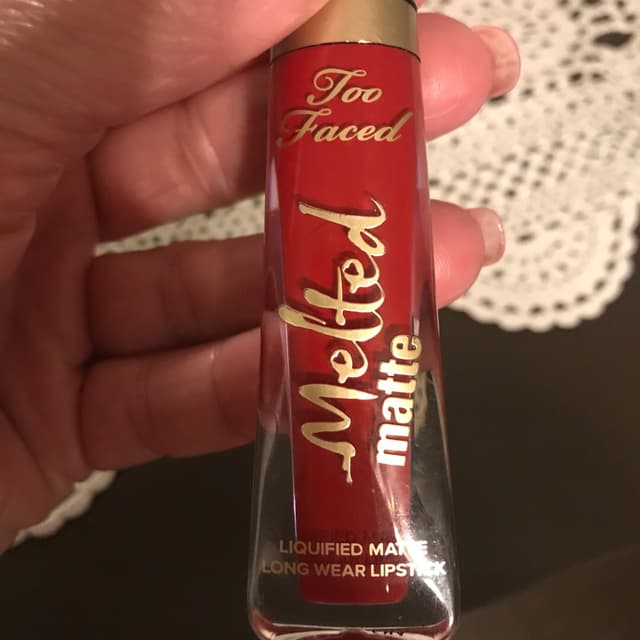 Too
Faced
Melted
matte
LIQUIFIED MATTE
LONG WEAR LIPSTICK